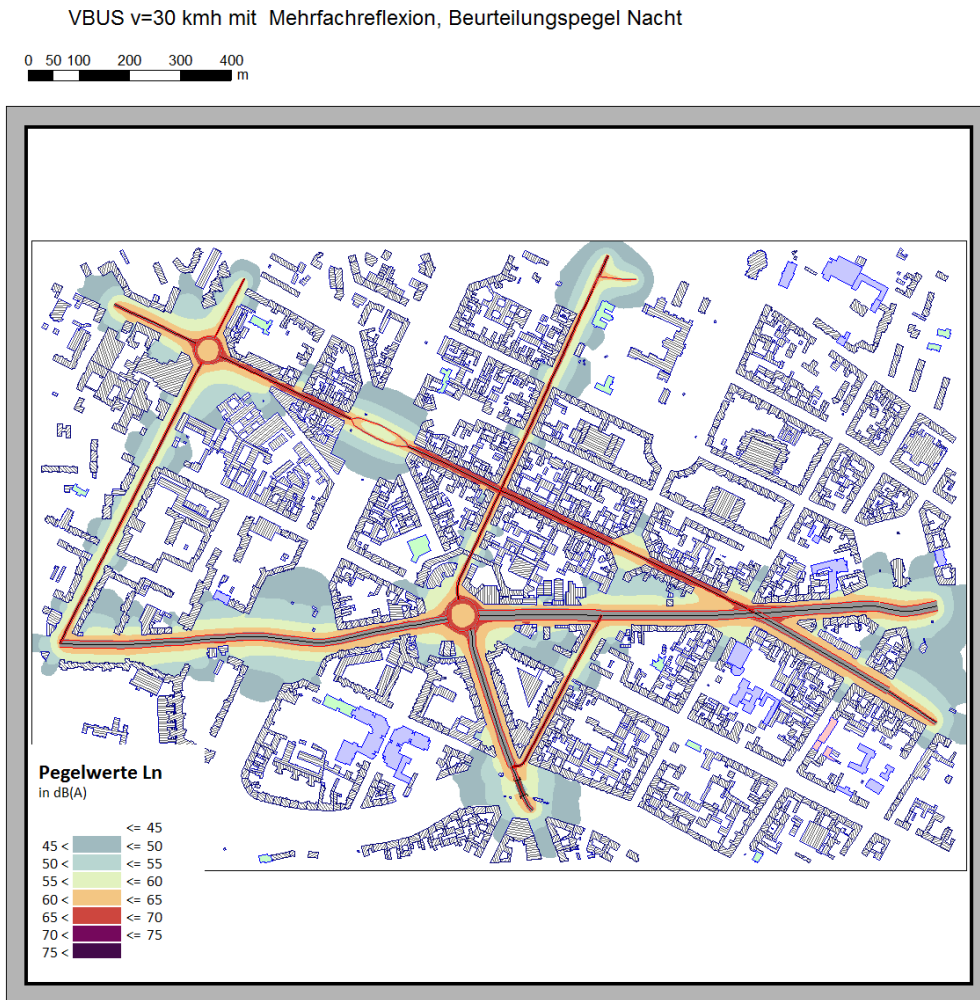 VBUS v=30 kmh mit Mehrfachreflexion, Beurteilungspegel Nacht
0 50 100 200 300 400
m
Pegelwerte Ln
in dB(A)
<= 45
45 < <= 50
50 < <= 55
55 < <= 60
60 < <= 65
65 < <= 70
70 < <= 75
75 <